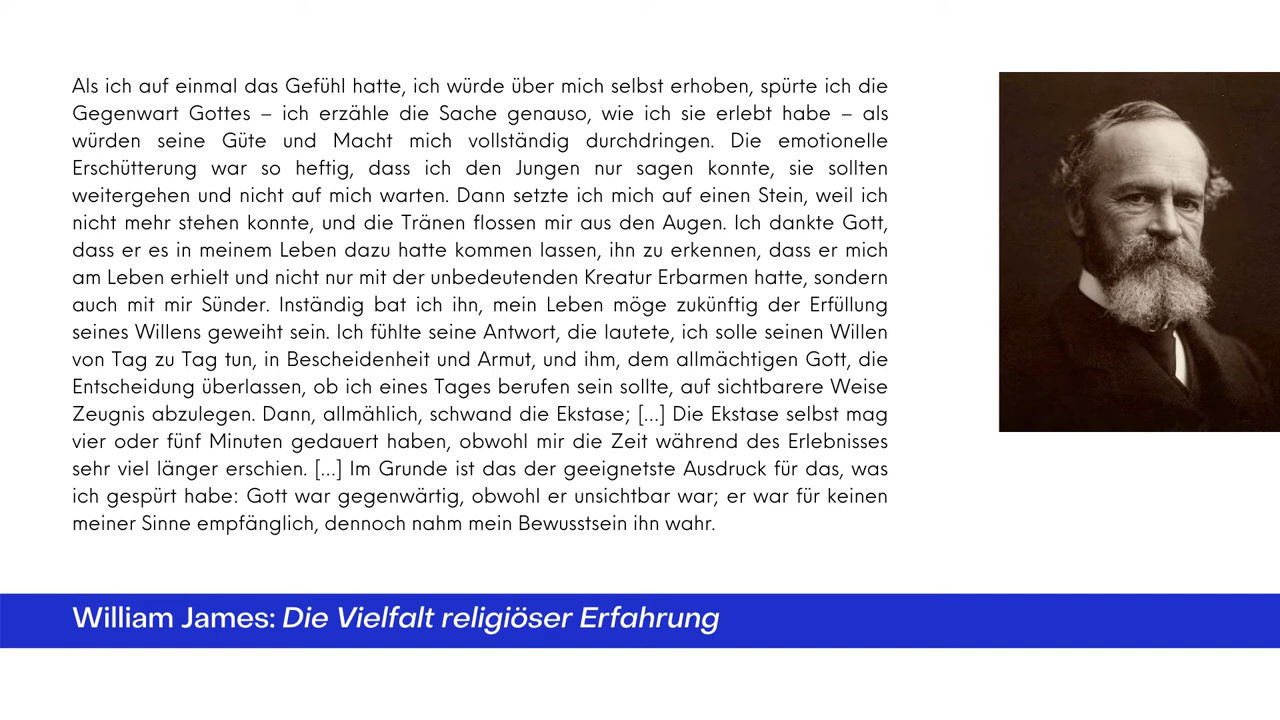 Als ich auf einmal das Gefühl hatte, ich würde über mich selbst erhoben, spürte ich die
Gegenwart Gottes – ich erzähle die Sache genauso, wie ich sie erlebt habe – als
würden seine Güte und Macht mich vollständig durchdringen. Die emotionelle
Erschütterung war so heftig, dass ich den Jungen nur sagen konnte, sie sollten
weitergehen und nicht auf mich warten. Dann setzte ich mich auf einen Stein, weil ich
nicht mehr stehen konnte, und die Tränen flossen mir aus den Augen. Ich dankte Gott,
dass er es in meinem Leben dazu hatte kommen lassen, ihn zu erkennen, dass er mich
am Leben erhielt und nicht nur mit der unbedeutenden Kreatur Erbarmen hatte, sondern
auch mit mir Sünder. Inständig bat ich ihn, mein Leben möge zukünftig der Erfüllung
seines Willens geweiht sein. Ich fühlte seine Antwort, die lautete, ich solle seinen Willen
von Tag zu Tag tun, in Bescheidenheit und Armut, und ihm, dem allmächtigen Gott, die
Entscheidung überlassen, ob ich eines Tages berufen sein sollte, auf sichtbarere Weise
Zeugnis abzulegen. Dann, allmählich, schwand die Ekstase; [...] Die Ekstase selbst mag
vier oder fünf Minuten gedauert haben, obwohl mir die Zeit während des Erlebnisses
sehr viel länger erschien. [...] Im Grunde ist das der geeignetste Ausdruck für das, was
ich gespürt habe: Gott war gegenwärtig, obwohl er unsichtbar war; er war für keinen
meiner Sinne empfänglich, dennoch nahm mein Bewusstsein ihn wahr.
William James: Die Vielfalt religiöser Erfahrung